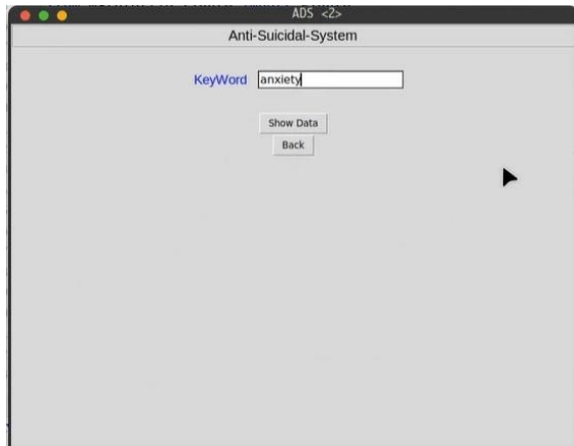 ADS <2>
Anti-Suicidal-System
KeyWord anxiety
Show Data
Back